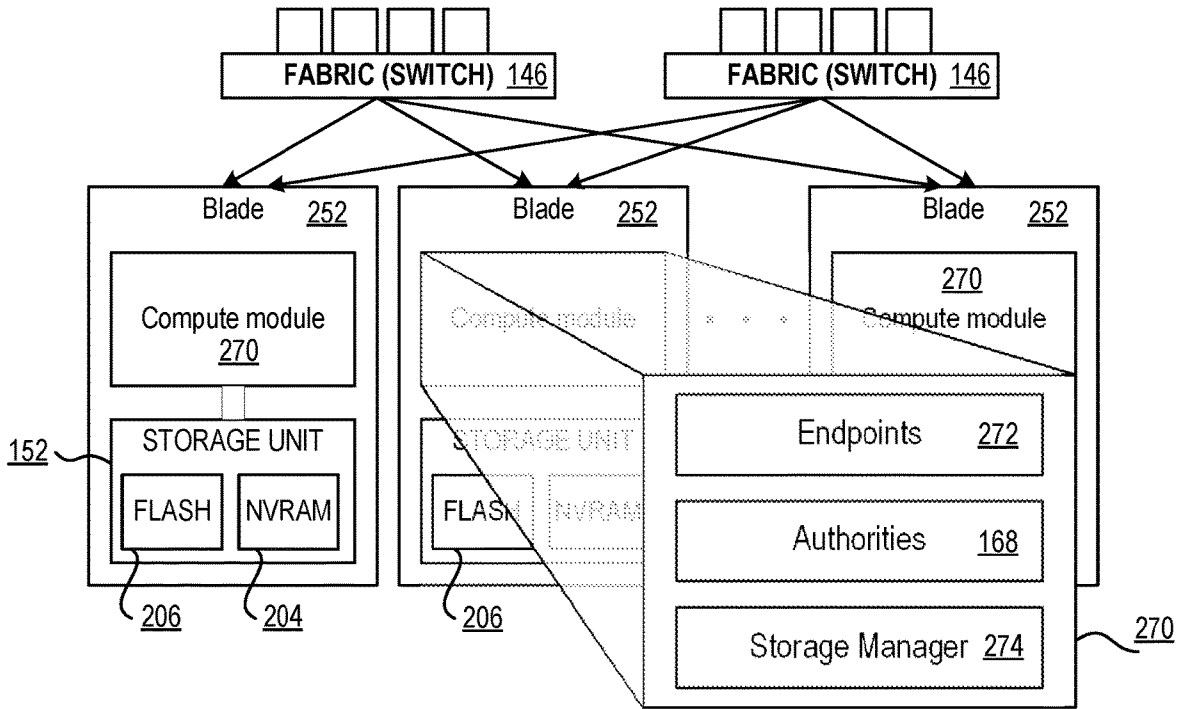 FABRIC (SWITCH) 146
FABRIC (SWITCH) 146
Blade 252
Blade 252
Blade 252
Compute module
270
Compute module
270
Compute module
152
STORAGE UNIT
FLASH
NVRAM
206
204
STORAGE UNIT
FLASH
NVRAM
206
Endpoints 272
Authorities 168
Storage Manager 274
270